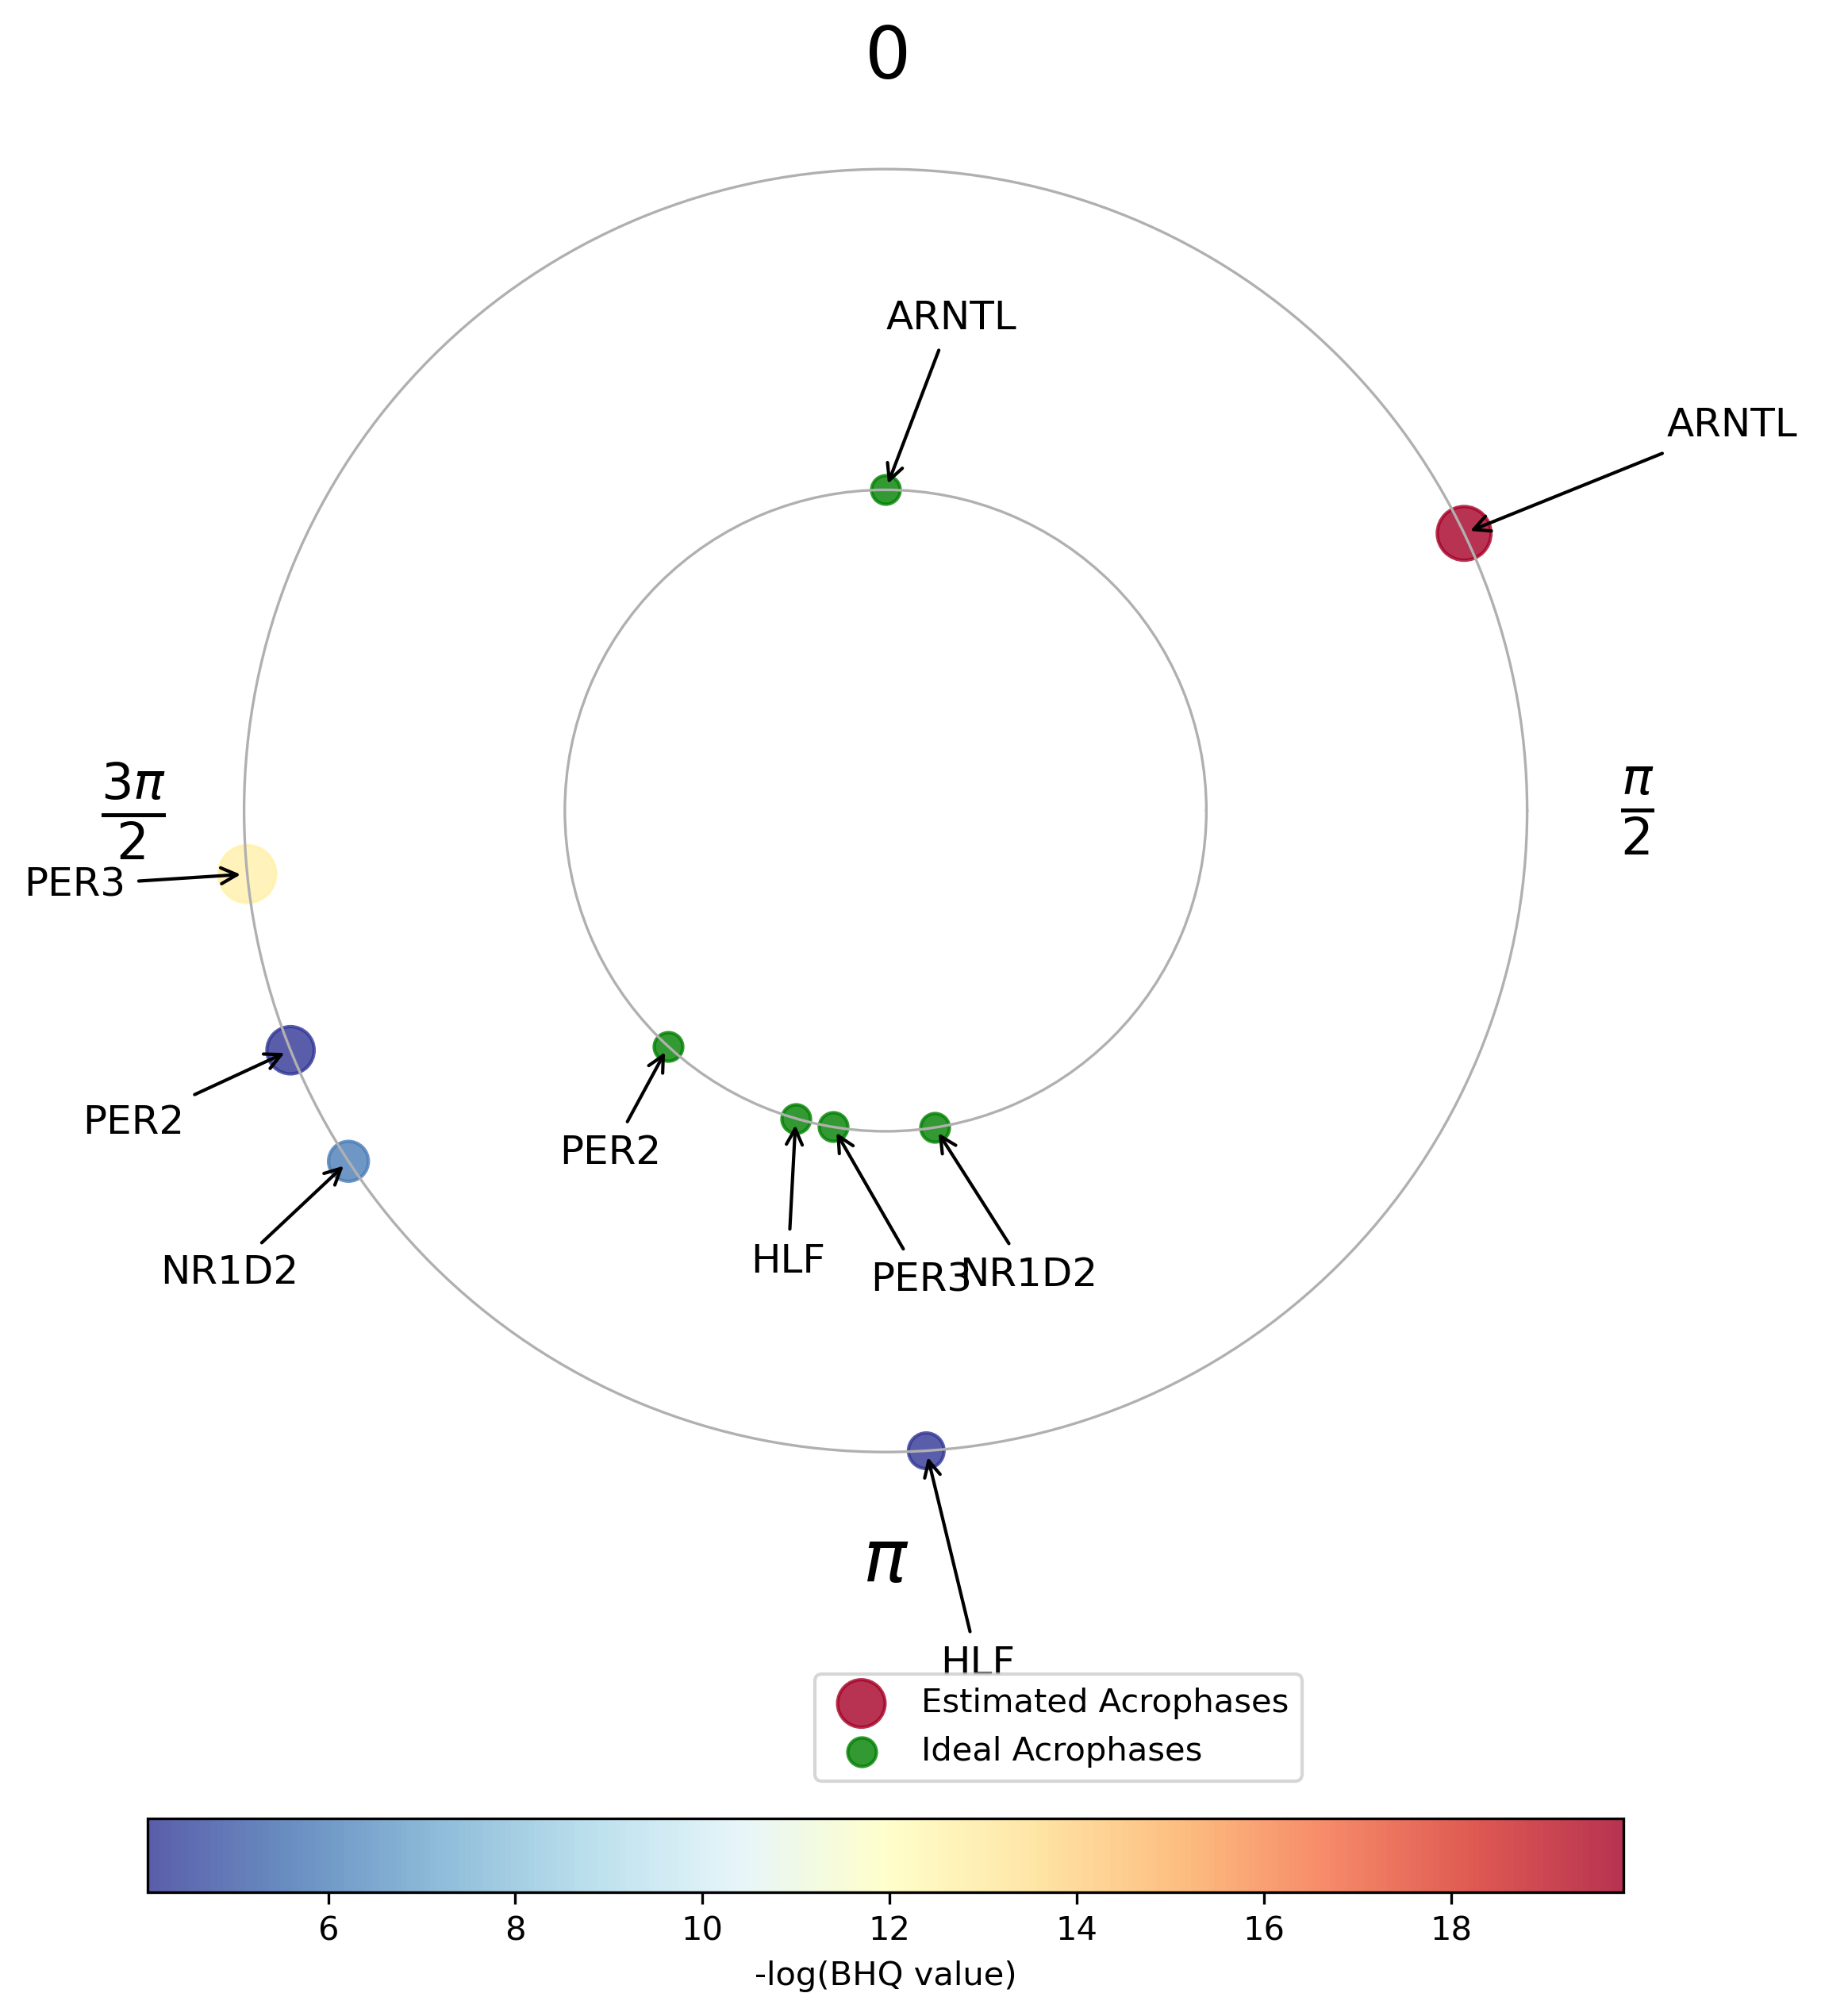 0
ARNTL
ARNTL
3π/2
π/2
PER3
PER2
PER2
NR1D2
HLF
PER3
NR1D2
π
HLF
Estimated Acrophases
Ideal Acrophases
6 8 10 12 14 16 18
-log(BHQ value)